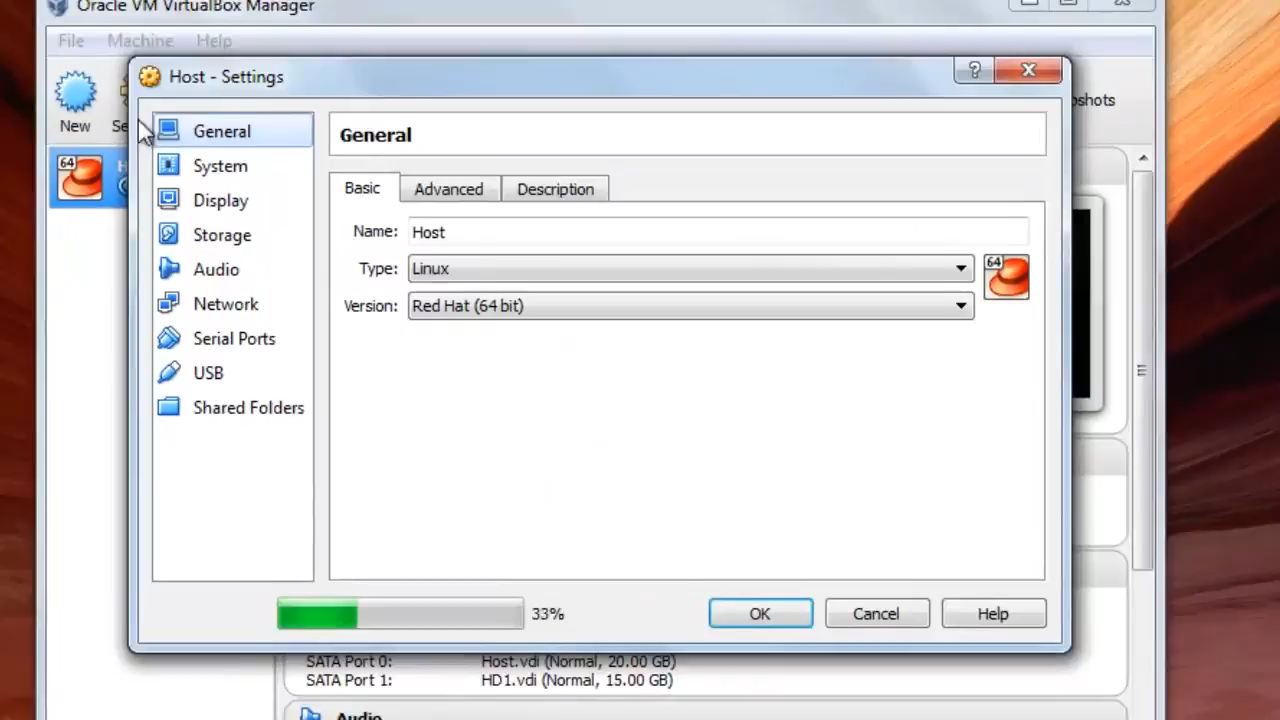 Oracle VM VirtualBox Manager
File Machine Help
Host - Settings
?
New
pshots
64
64
General
System
Display
Storage
Audio
Network
Serial Ports
USB
Shared Folders
General
Basic Advanced Description
Name: Host
Type: Linux
Version: Red Hat (64 bit)
33%
OK Cancel Help
SATA Port 0: Host.vdi (Normal, 20.00 GB)
SATA Port 1: HD1.vdi (Normal, 15.00 GB)
Audio